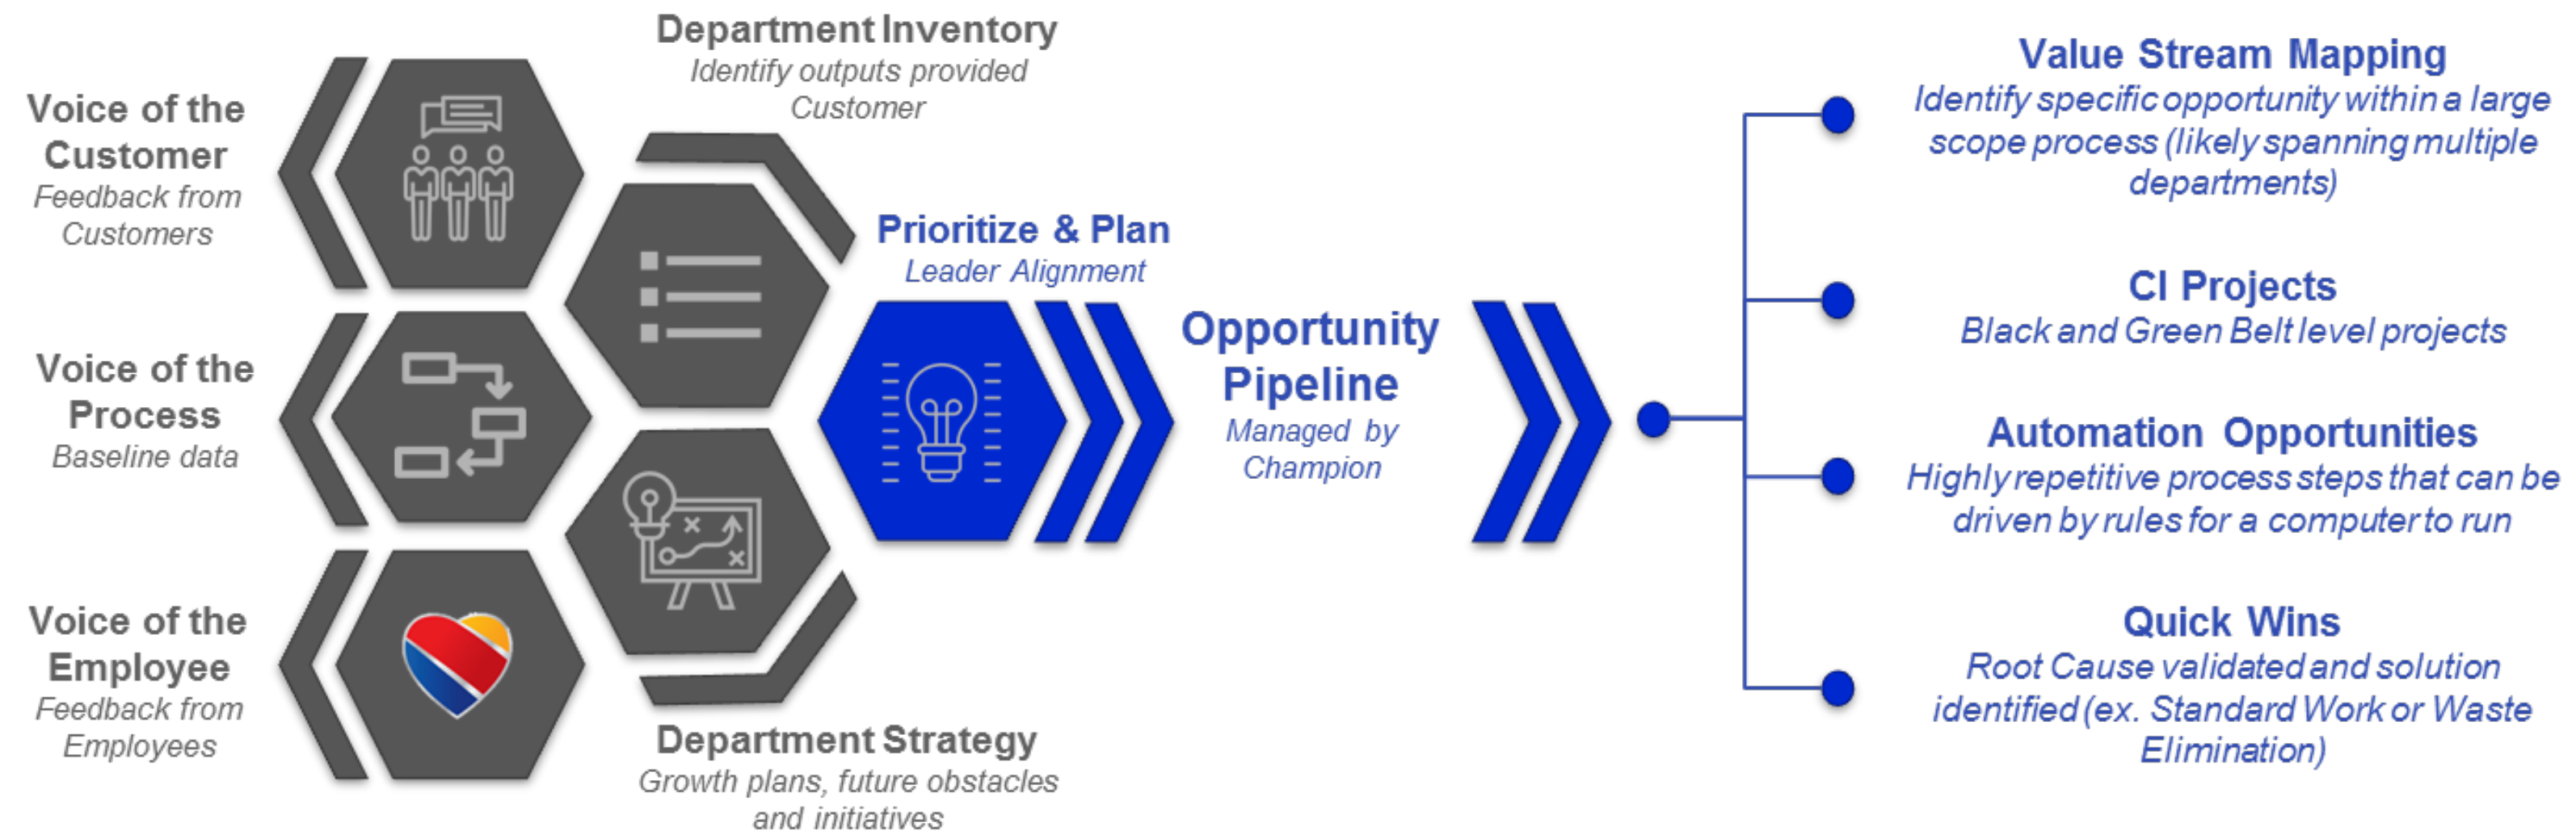 Voice of the
Customer
Feedback from
Customers
Voice of the
Process
Baseline data
Voice of the
Employee
Feedback from
Employees
Department Inventory
Identify outputs provided
Customer
Department Strategy
Growth plans, future obstacles
and initiatives
Prioritize & Plan
Leader Alignment
Opportunity
Pipeline
Managed by
Champion
Value Stream Mapping
Identify specific opportunity within a large
scope process (likely spanning multiple
departments)
CI Projects
Black and Green Belt level projects
Automation Opportunities
Highly repetitive process steps that can be
driven by rules for a computer to run
Quick Wins
Root Cause validated and solution
identified (ex. Standard Work or Waste
Elimination)